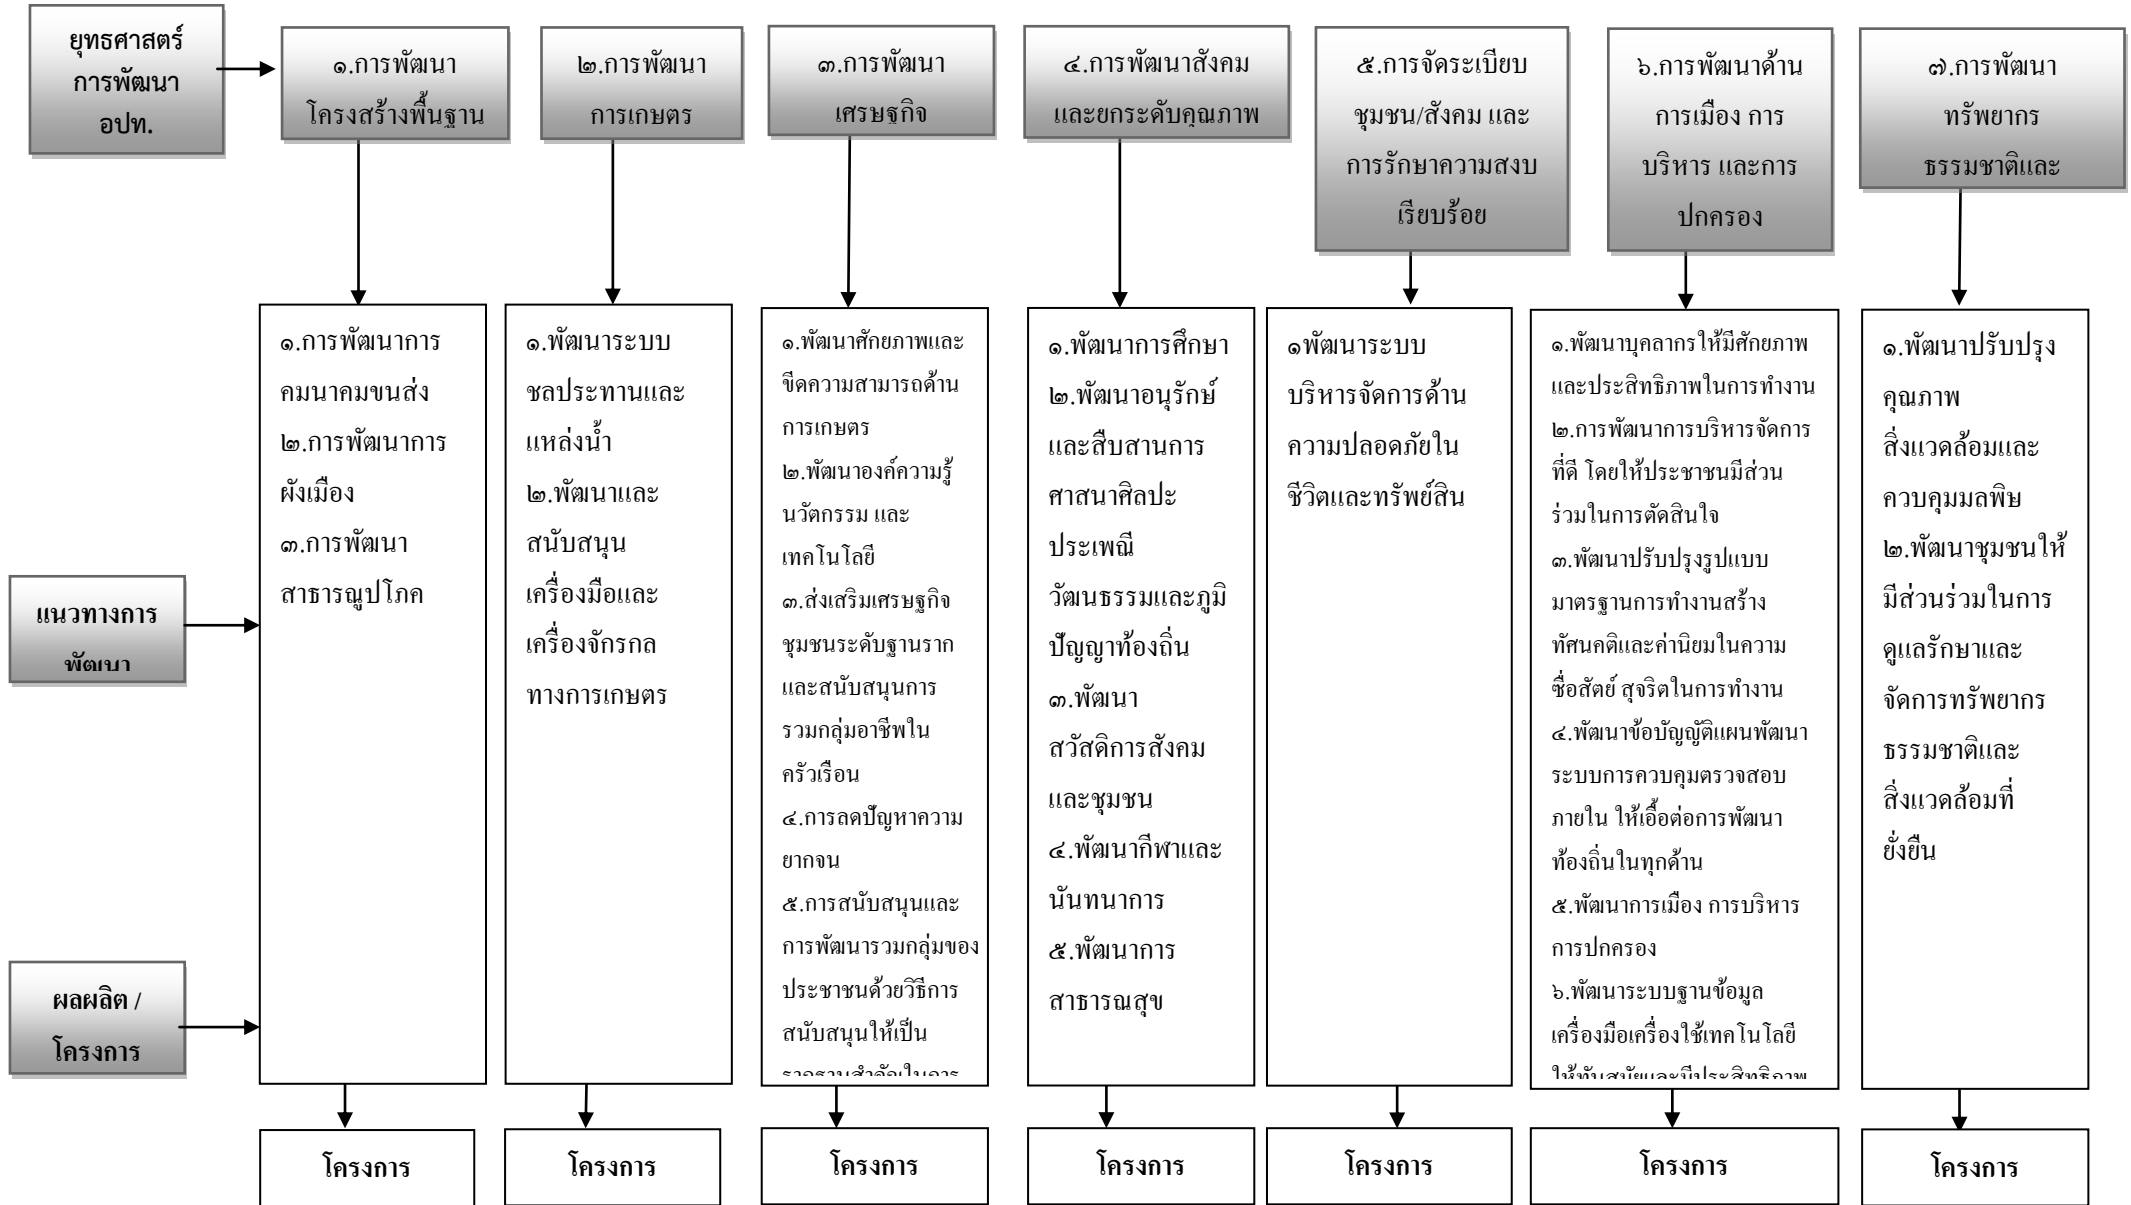 ยุทธศาสตร์
การพัฒนา
อปท.
๑.การพัฒนา
โครงสร้างพื้นฐาน
๒.การพัฒนา
การเกษตร
๓.การพัฒนา
เศรษฐกิจ
๔.การพัฒนาสังคม
และยกระดับคุณภาพ
๕.การจัดระเบียบ
ชุมชน/สังคม และ
การรักษาความสงบ
เรียบร้อย
๖.การพัฒนาด้าน
การเมือง การ
บริหาร และการ
ปกครอง
๗.การพัฒนา
ทรัพยากร
ธรรมชาติและ
แนวทางการ
พัฒนา
ผลผลิต /
โครงการ
๑.การพัฒนาการ
คมนาคมขนส่ง
๒.การพัฒนาการ
ผังเมือง
๓.การพัฒนา
สาธารณูปโภค
๑.พัฒนาระบบ
ชลประทานและ
แหล่งน้ำ
๒.พัฒนาและ
สนับสนุน
เครื่องมือและ
เครื่องจักรกล
ทางการเกษตร
๑.พัฒนาศักยภาพและ
ขีดความสามารถด้าน
การเกษตร
๒.พัฒนาองค์ความรู้
นวัตกรรม และ
เทคโนโลยี
๓.ส่งเสริมเศรษฐกิจ
ชุมชนระดับฐานราก
และสนับสนุนการ
รวมกลุ่มอาชีพใน
ครัวเรือน
๔.การลดปัญหาความ
ยากจน
๕.การสนับสนุนและ
การพัฒนารวมกลุ่มของ
ประชาชนด้วยวิธีการ
สนับสนุนให้เป็น
รากฐานสำคัญในการ
๑.พัฒนาการศึกษา
๒.พัฒนาอนุรักษ์
และสืบสานการ
ศาสนาศิลปะ
ประเพณี
วัฒนธรรมและภูมิ
ปัญญาท้องถิ่น
๓.พัฒนา
สวัสดิการสังคม
และชุมชน
๔.พัฒนากีฬาและ
นันทนาการ
๕.พัฒนาการ
สาธารณสุข
๑พัฒนาระบบ
บริหารจัดการด้าน
ความปลอดภัยใน
ชีวิตและทรัพย์สิน
๑.พัฒนาบุคลากรให้มีศักยภาพ
และประสิทธิภาพในการทำงาน
๒.การพัฒนาการบริหารจัดการ
ที่ดี โดยให้ประชาชนมีส่วน
ร่วมในการตัดสินใจ
๓.พัฒนาปรับปรุงรูปแบบ
มาตรฐานการทำงานสร้าง
ทัศนคติและค่านิยมในความ
ซื่อสัตย์ สุจริตในการทำงาน
๔.พัฒนาข้อบัญญัติแผนพัฒนา
ระบบการควบคุมตรวจสอบ
ภายใน ให้เอื้อต่อการพัฒนา
ท้องถิ่นในทุกด้าน
๕.พัฒนาการเมือง การบริหาร
การปกครอง
๖.พัฒนาระบบฐานข้อมูล
เครื่องมือเครื่องใช้เทคโนโลยี
ให้ทันสมัยและมีประสิทธิภาพ
๑.พัฒนาปรับปรุง
คุณภาพ
สิ่งแวดล้อมและ
ควบคุมมลพิษ
๒.พัฒนาชุมชนให้
มีส่วนร่วมในการ
ดูแลรักษาและ
จัดการทรัพยากร
ธรรมชาติและ
สิ่งแวดล้อมที่
ยั่งยืน
โครงการ
โครงการ
โครงการ
โครงการ
โครงการ
โครงการ
โครงการ